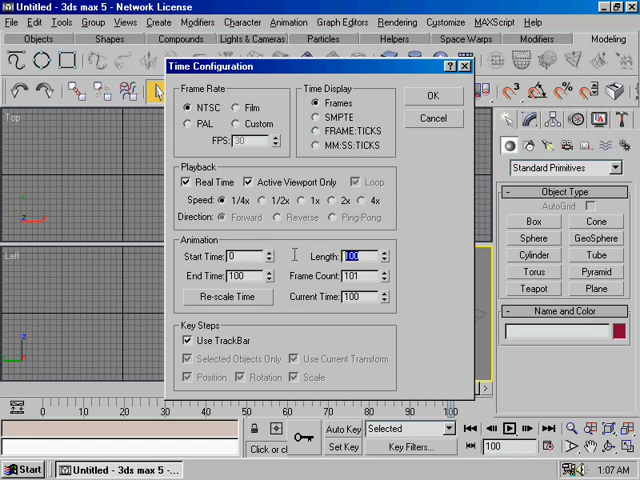 Untitled - 3ds max 5 - Network License
File Edit Tools Group Views Create Modifiers Character Animation Graph Editors Rendering Customize MAXScript Help
Objects Shapes Compounds Lights & Cameras Particles Helpers Space Warps Modifiers Modeling
Time Configuration
Frame Rate
NTSC Film
PAL Custom
FPS: 30
Time Display
Frames
SMPTE
FRAME:TICKS
MM:SS:TICKS
OK
Cancel
Playback
Real Time Active Viewport Only Loop
Speed: 1/4x 1/2x 1x 2x 4x
Direction: Forward Reverse Ping-Pong
Animation
Start Time: 0 Length: 100
End Time: 100 Frame Count: 101
Re-scale Time Current Time: 100
Key Steps
Use TrackBar
Selected Objects Only Use Current Transform
Position Rotation Scale
Top
Left
Standard Primitives
Object Type
AutoGrid
Box Cone
Sphere GeoSphere
Cylinder Tube
Torus Pyramid
Teapot Plane
Name and Color
0 10 20 30 40 50 60 70 80 90 100
Auto Key Selected
Click or cl Set Key Key Filters... 100
Start Untitled - 3ds max 5 -... 1:07 AM